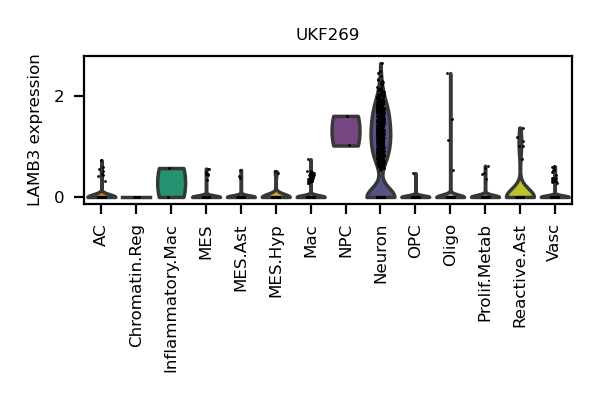 UKF269
LAMB3 expression
2
0
AC
Chromatin.Reg
Inflammatory.Mac
MES
MES.Ast
MES.Hyp
Mac
NPC
Neuron
OPC
Oligo
Prolif.Metab
Reactive.Ast
Vasc